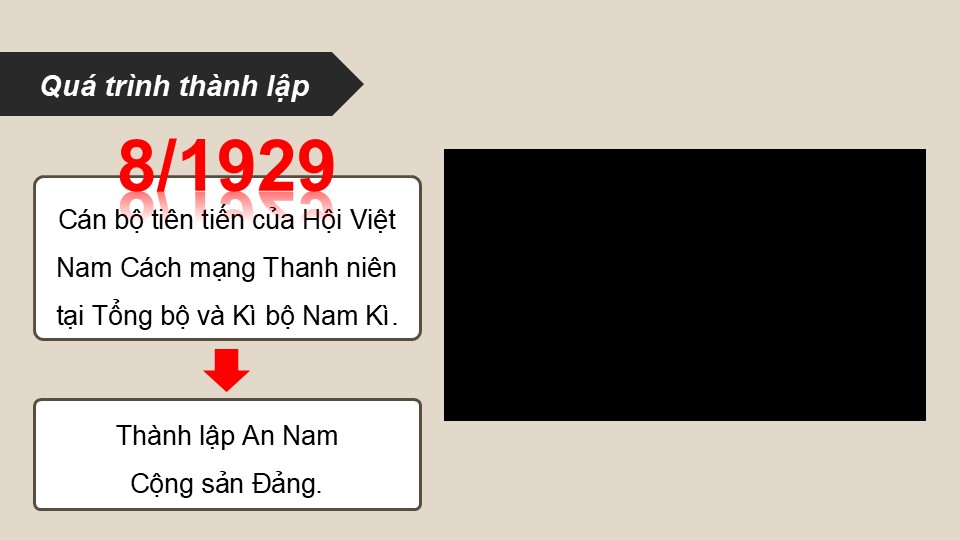 Quá trình thành lập
8/1929
Cán bộ tiên tiến của Hội Việt
Nam Cách mạng Thanh niên
tại Tổng bộ và Kì bộ Nam Kì.
Thành lập An Nam
Cộng sản Đảng.